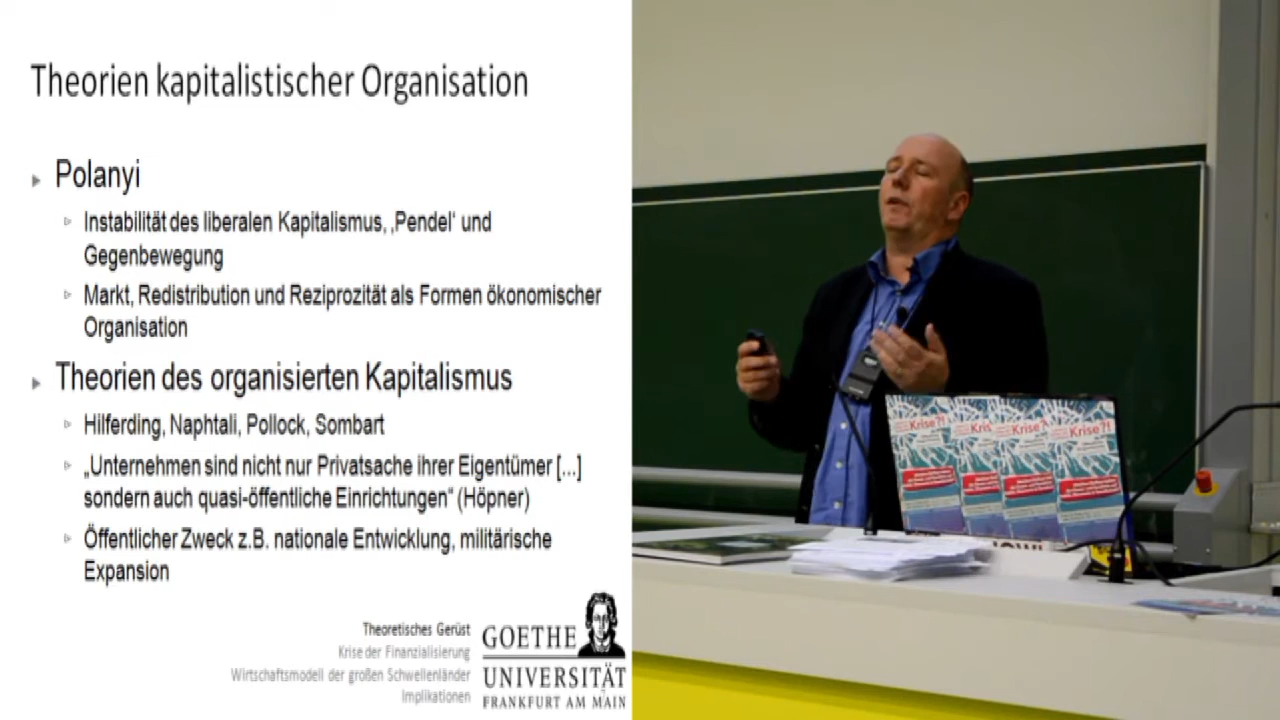 Theorien kapitalistischer Organisation
Polanyi
Instabilität des liberalen Kapitalismus, ‚Pendel‘ und
Gegenbewegung
Markt, Redistribution und Reziprozität als Formen ökonomischer
Organisation
Theorien des organisierten Kapitalismus
Hilferding, Naphtali, Pollock, Sombart
„Unternehmen sind nicht nur Privatsache ihrer Eigentümer [...]
sondern auch quasi-öffentliche Einrichtungen“ (Höpner)
Öffentlicher Zweck z.B. nationale Entwicklung, militärische
Expansion
Theoretisches Gerüst
Krise der Finanzialisierung
Wirtschaftsmodell der großen Schwellenländer
Implikationen
7
GOETHE
UNIVERSITÄT
FRANKFURT AM MAIN
Krise?!
Krise?!